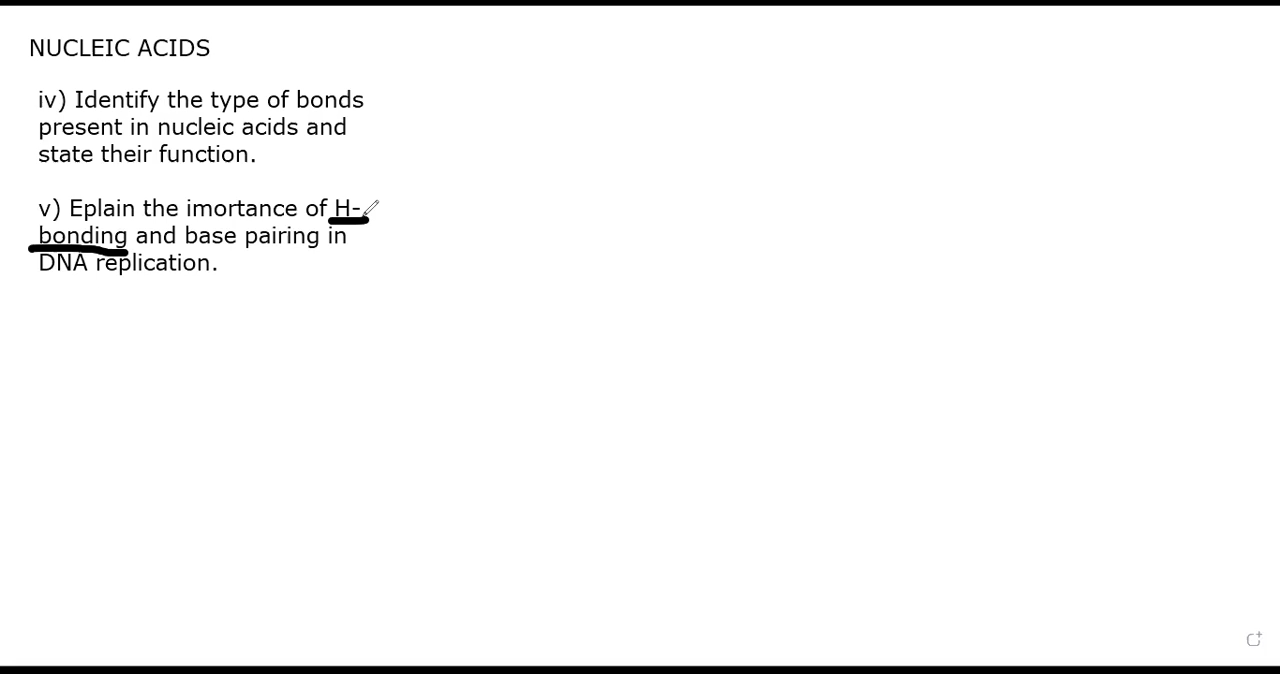 NUCLEIC ACIDS
iv) Identify the type of bonds
present in nucleic acids and
state their function.
v) Eplain the imortance of H-
bonding and base pairing in
DNA replication.